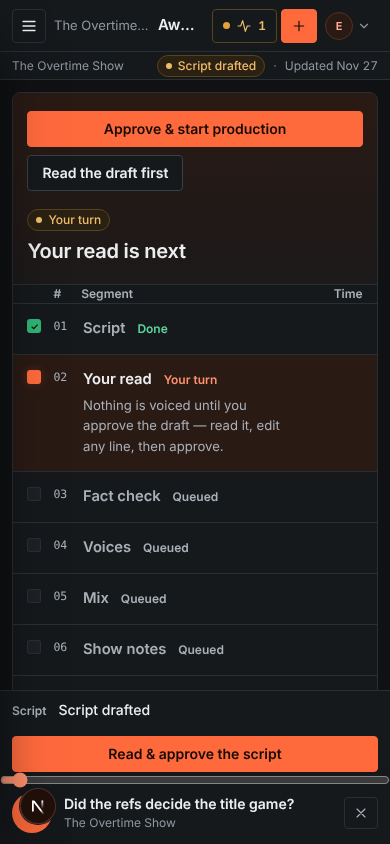 The Overtime... Aw... 1 + E
The Overtime Show Script drafted · Updated Nov 27
Approve & start production
Read the draft first
Your turn
Your read is next
# Segment Time
01 Script Done
02 Your read Your turn
Nothing is voiced until you
approve the draft — read it, edit
any line, then approve.
03 Fact check Queued
04 Voices Queued
05 Mix Queued
06 Show notes Queued
Script Script drafted
Read & approve the script
N Did the refs decide the title game?
The Overtime Show